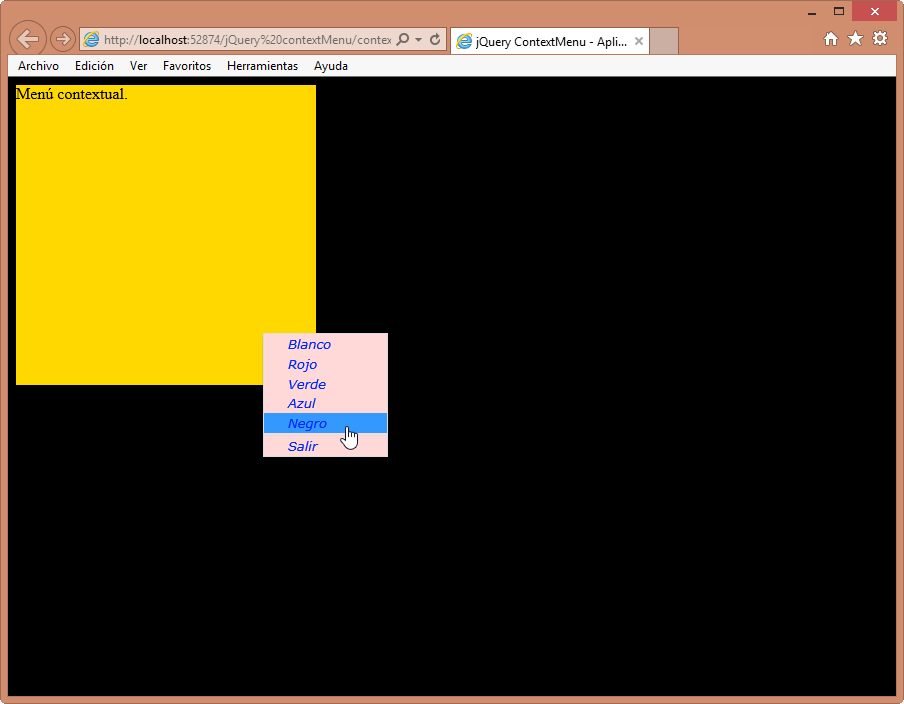 http://localhost:52874/jQuery%20contextMenu/contex
jQuery ContextMenu - Apli...
Archivo Edición Ver Favoritos Herramientas Ayuda
Menú contextual.
Blanco
Rojo
Verde
Azul
Negro
Salir